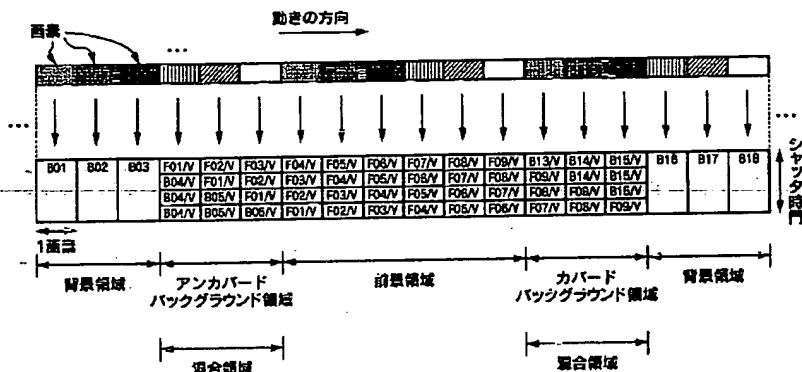 動きの方向
画素
…
… …
B01 B02 B03 F01/V F02/V F03/V F04/V F05/V F06/V F07/V F08/V F09/V B13/V B14/V B15/V B16 B17 B18
B04/V F01/V F02/V F03/V F04/V F05/V F06/V F07/V F08/V F09/V B14/V B15/V
B04/V B05/V F01/V F02/V F03/V F04/V F05/V F06/V F07/V F08/V F09/V B15/V
B04/V B05/V B06/V F01/V F02/V F03/V F04/V F05/V F06/V F07/V F08/V F09/V
シャッタ時間
1画素
背景領域 アンカバード 前景領域 カバード 背景領域
バックグラウンド領域 バックグラウンド領域
混合領域 混合領域